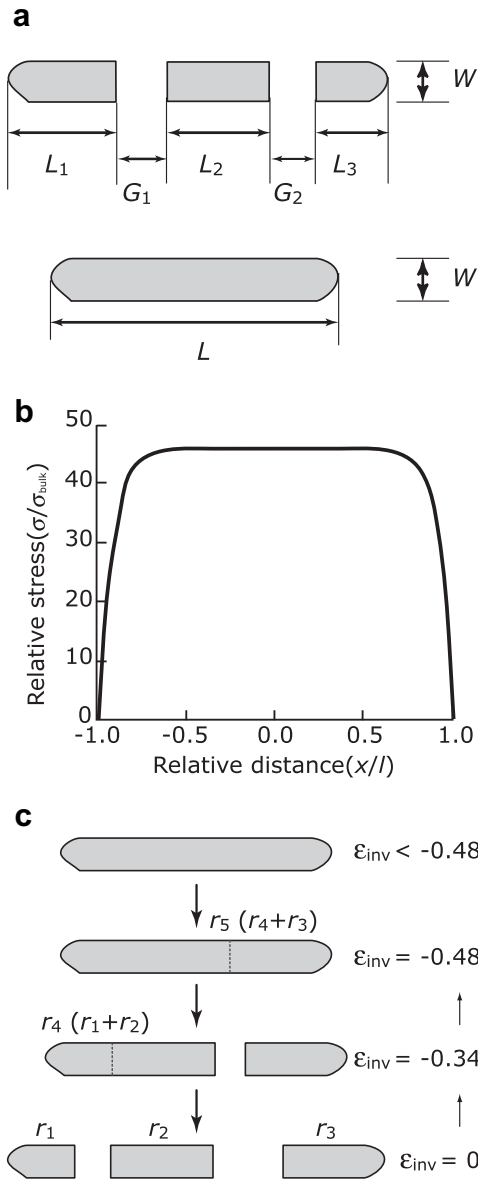 a
W
L1 L2 L3
G1 G2
W
L
b
50
40
30
20
10
0
Relative stress(σ/σbulk)
-1.0 -0.5 0.0 0.5 1.0
Relative distance(x/l)
c
εinv < -0.48
r5 (r4+r3)
εinv = -0.48
r4 (r1+r2)
εinv = -0.34
r1 r2 r3
εinv = 0